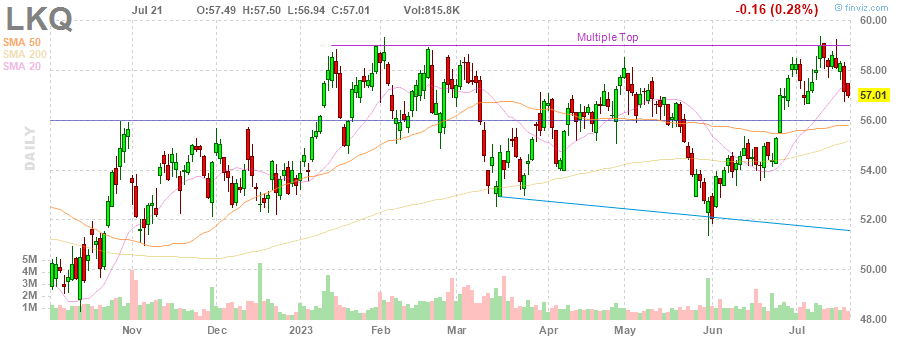 LKQ
Jul 21 O:57.49 H:57.50 L:56.94 C:57.01 Vol:815.8K -0.16 (0.28%)
© finviz.com
SMA 50
SMA 200
SMA 20
Multiple Top
DAILY
60.00
58.00
57.01
56.00
54.00
52.00
50.00
48.00
5M
4M
3M
2M
1M
Nov Dec 2023 Feb Mar Apr May Jun Jul